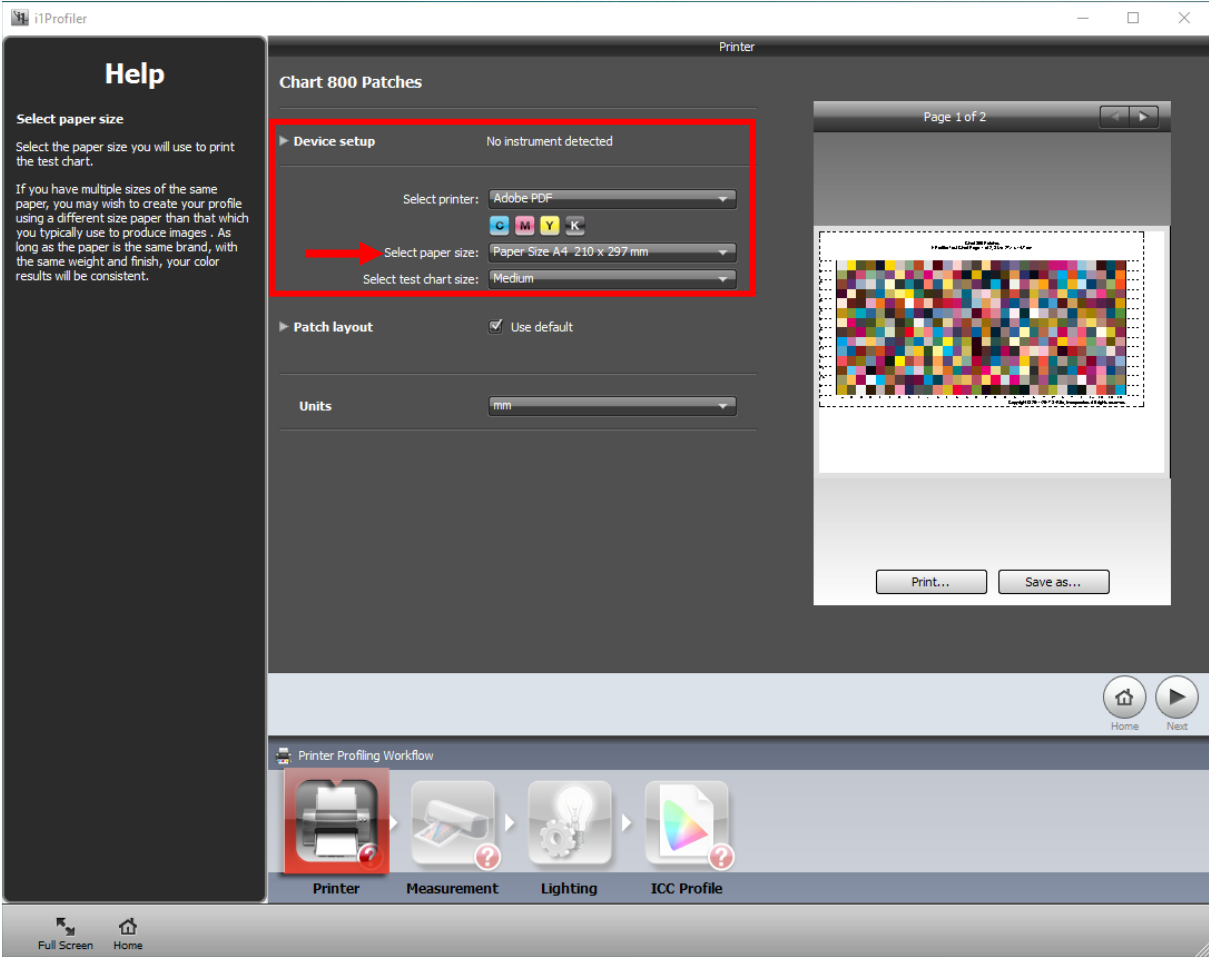 i1Profiler
Help
Select paper size
Select the paper size you will use to print
the test chart.
If you have multiple sizes of the same
paper, you may wish to create your profile
using a different size paper than that which
you typically use to produce images . As
long as the paper is the same brand, with
the same weight and finish, your color
results will be consistent.
Printer
Chart 800 Patches
Device setup No instrument detected
Select printer: Adobe PDF
C M Y K
Select paper size: Paper Size A4 210 x 297 mm
Select test chart size: Medium
Patch layout Use default
Units mm
Page 1 of 2
Chart 800 Patches
Print... Save as...
Home Next
Printer Profiling Workflow
Printer Measurement Lighting ICC Profile
Full Screen Home